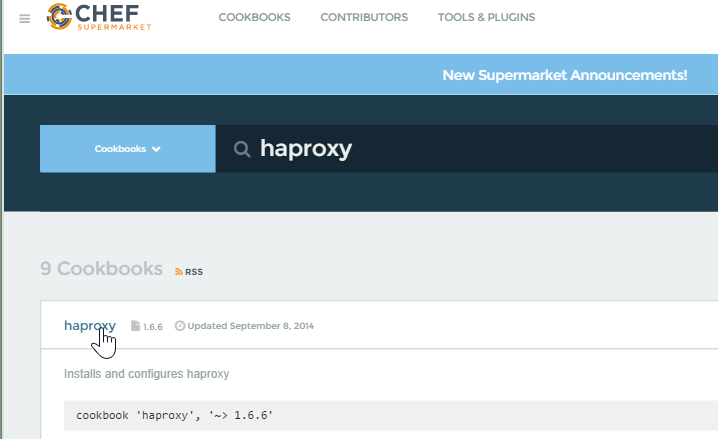 CHEF
SUPERMARKET
COOKBOOKS CONTRIBUTORS TOOLS & PLUGINS
New Supermarket Announcements!
Cookbooks haproxy
9 Cookbooks RSS
haproxy 1.6.6 Updated September 8, 2014
Installs and configures haproxy
cookbook 'haproxy', '~> 1.6.6'